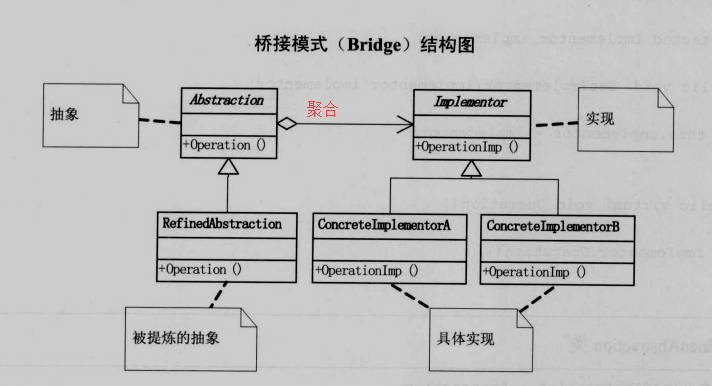 桥接模式（Bridge）结构图
抽象
Abstraction
+Operation ()
聚合
Implementor
+OperationImp ()
实现
RefinedAbstraction
+Operation ()
ConcreteImplementorA
+OperationImp ()
ConcreteImplementorB
+OperationImp ()
被提炼的抽象
具体实现